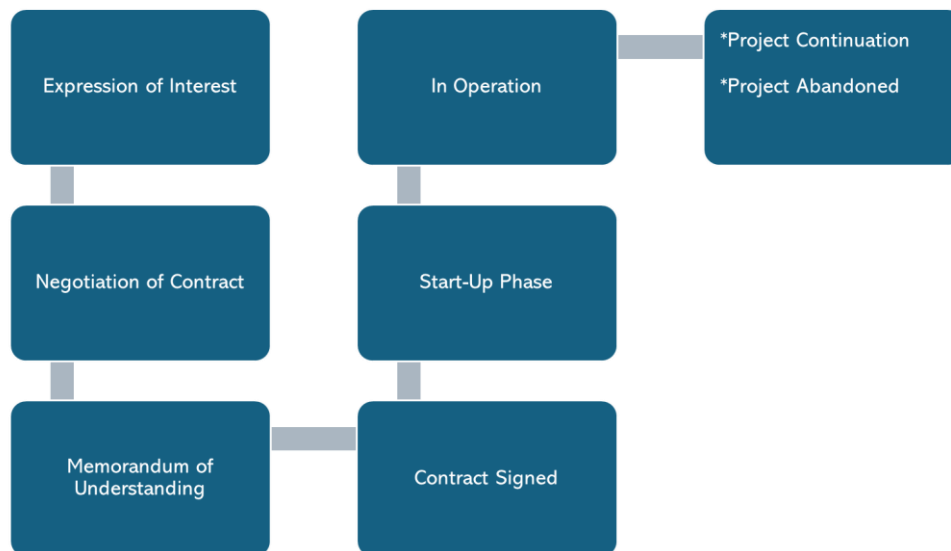 Expression of Interest
Negotiation of Contract
Memorandum of
Understanding
Contract Signed
Start-Up Phase
In Operation
*Project Continuation
*Project Abandoned